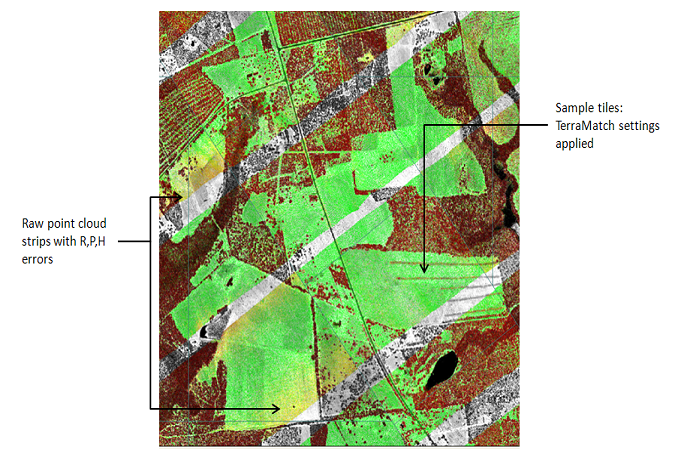 Sample tiles:
TerraMatch settings
applied
Raw point cloud
strips with R,P,H
errors